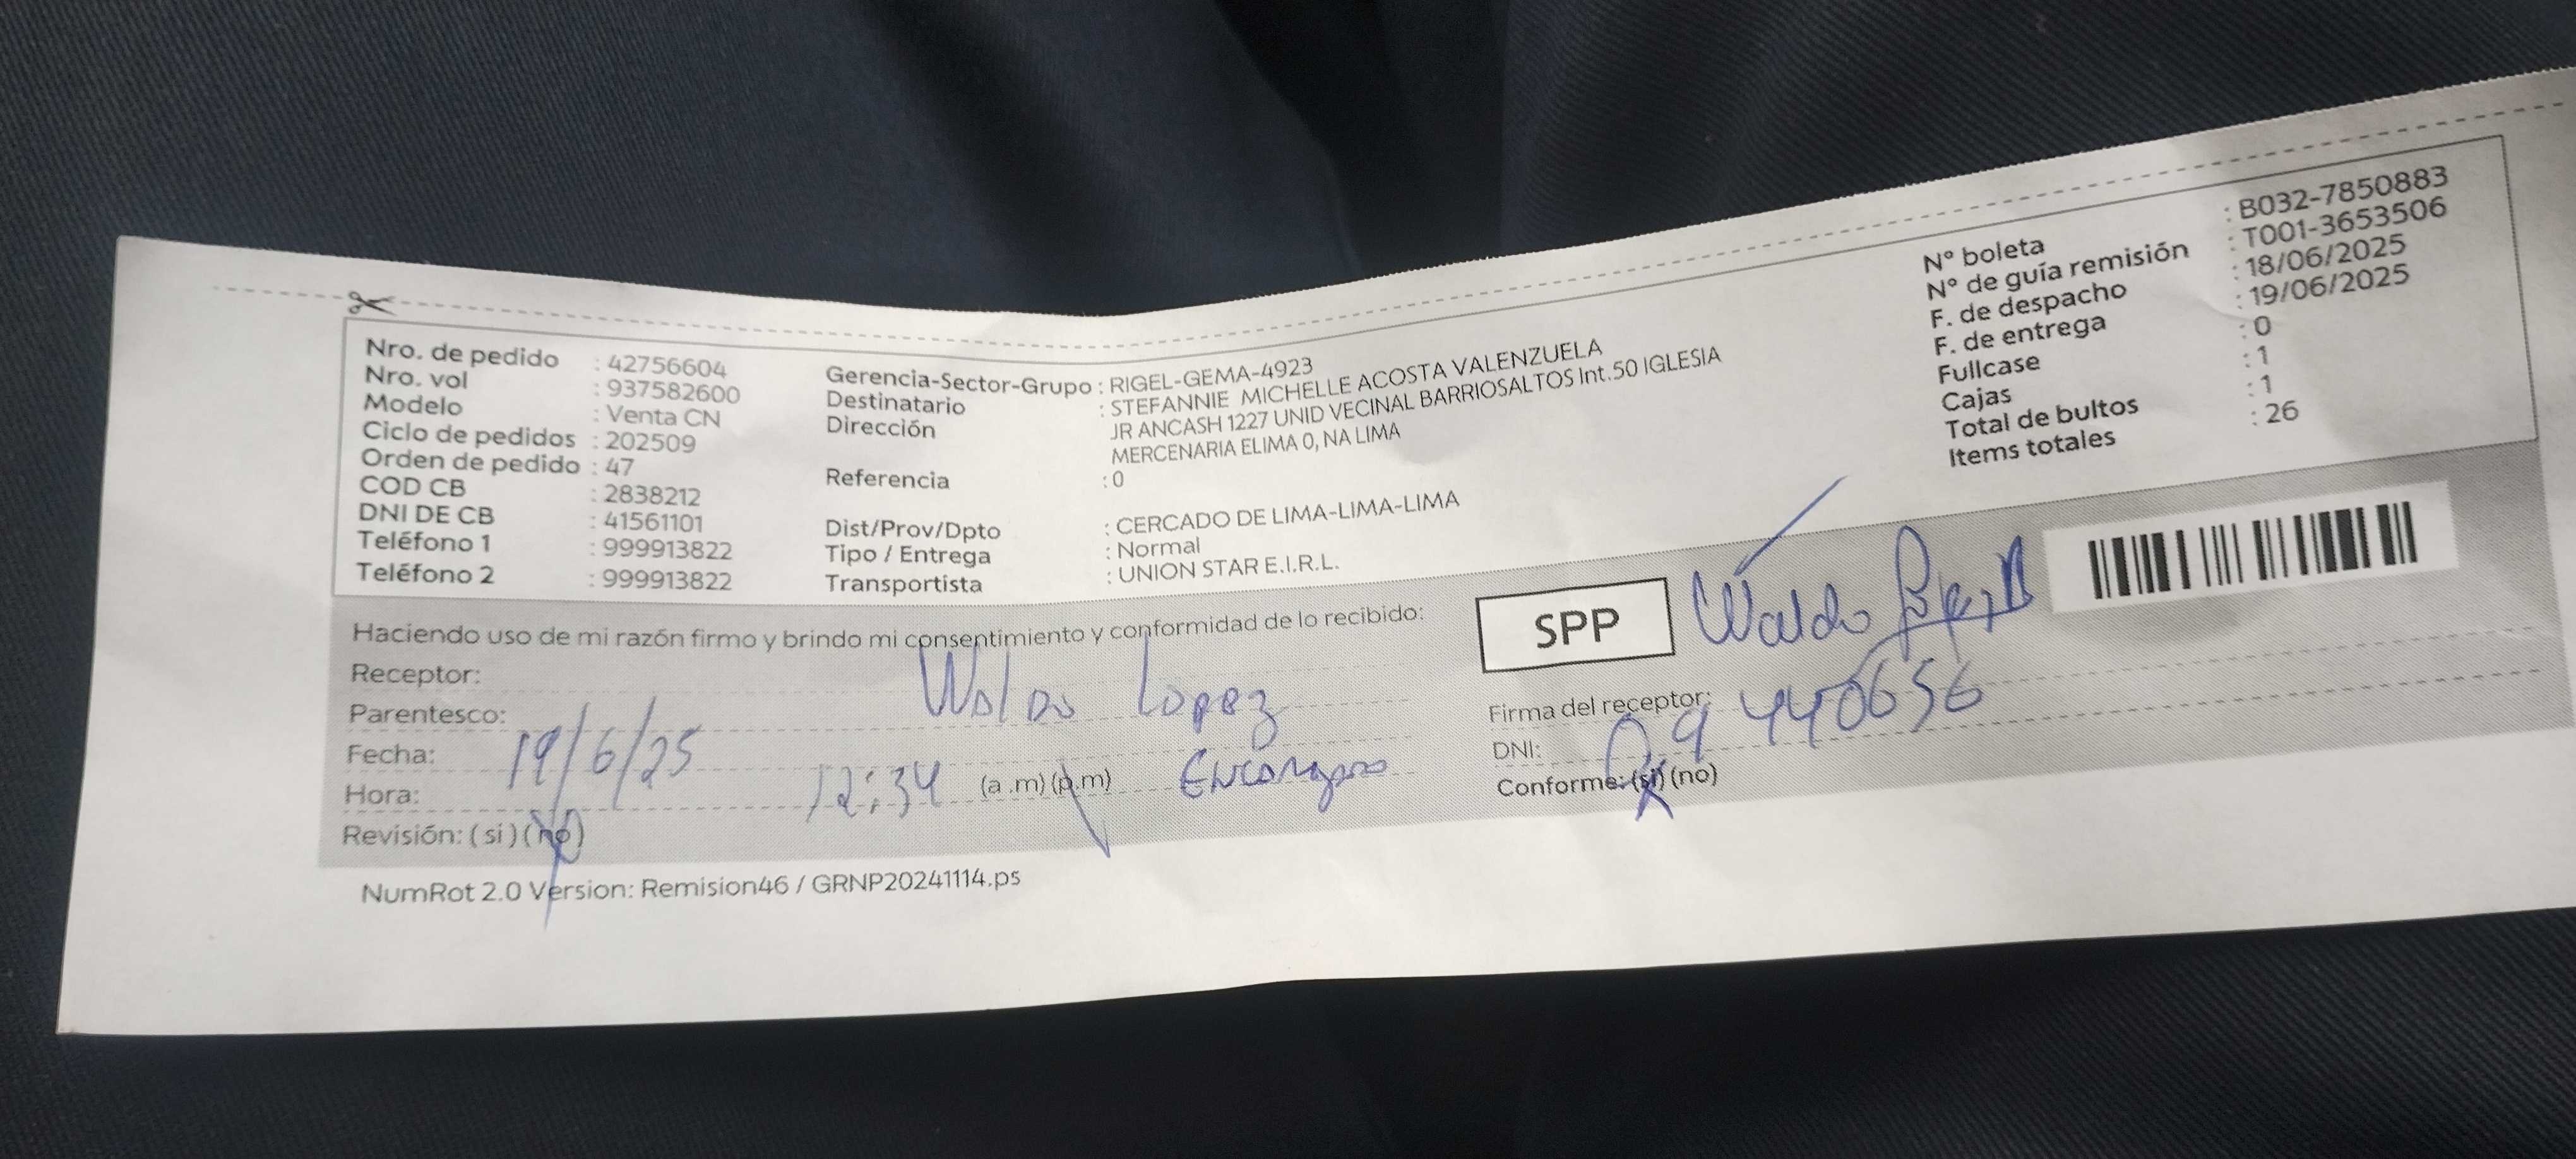 Nro. de pedido : 42756604
Nro. vol : 937582600
Modelo : Venta CN
Ciclo de pedidos : 202509
Orden de pedido : 47
COD CB : 2838212
DNI DE CB : 41561101
Teléfono 1 : 999913822
Teléfono 2 : 999913822
Gerencia-Sector-Grupo : RIGEL-GEMA-4923
Destinatario : STEFANNIE MICHELLE ACOSTA VALENZUELA
Dirección JR ANCASH 1227 UNID VECINAL BARRIOSALTOS Int.50 IGLESIA
MERCENARIA ELIMA 0, NA LIMA
Referencia : 0
Dist/Prov/Dpto : CERCADO DE LIMA-LIMA-LIMA
Tipo / Entrega : Normal
Transportista : UNION STAR E.I.R.L.
N° boleta : B032-7850883
N° de guía remisión : T001-3653506
F. de despacho : 18/06/2025
F. de entrega : 19/06/2025
Fullcase : 0
Cajas : 1
Total de bultos : 1
Items totales : 26
Haciendo uso de mi razón firmo y brindo mi consentimiento y conformidad de lo recibido:
Receptor: Waldo Lopez
Parentesco:
Fecha: 19/6/25
Hora: 12:34 (a .m) (p.m)
Revisión: ( si ) ( no )
SPP
Waldo López
Firma del receptor:
DNI: 09440656
Conforme: (si) (no)
NumRot 2.0 Version: Remision46 / GRNP20241114.ps